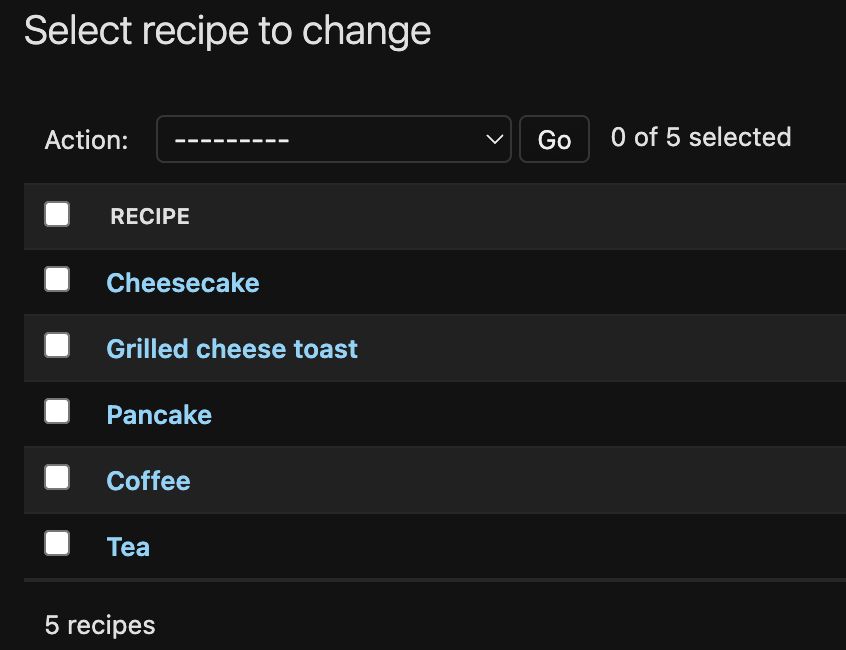 Select recipe to change
Action: --------- Go 0 of 5 selected
RECIPE
Cheesecake
Grilled cheese toast
Pancake
Coffee
Tea
5 recipes